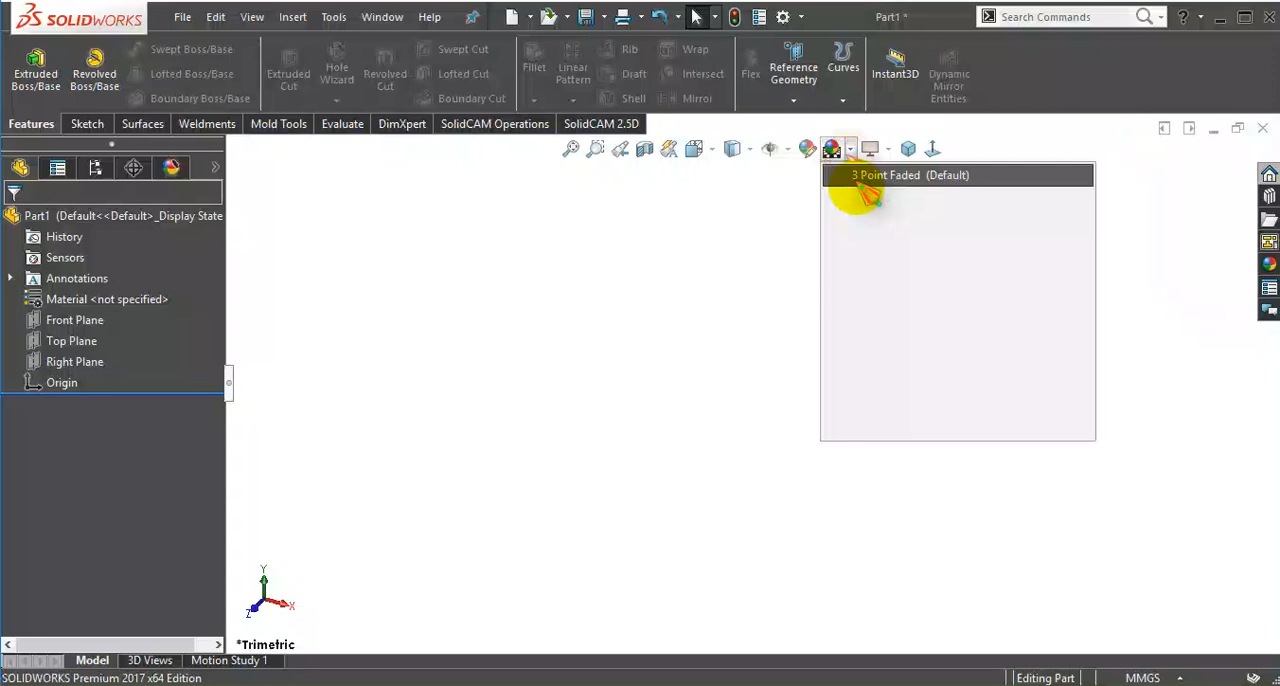 SOLIDWORKS File Edit View Insert Tools Window Help Part1 * Search Commands ?
Extruded Boss/Base
Revolved Boss/Base
Swept Boss/Base
Lofted Boss/Base
Boundary Boss/Base
Extruded Cut
Hole Wizard
Revolved Cut
Swept Cut
Lofted Cut
Boundary Cut
Fillet
Linear Pattern
Rib
Draft
Shell
Wrap
Intersect
Mirror
Flex
Reference Geometry
Curves
Instant3D
Dynamic Mirror Entities
Features Sketch Surfaces Weldments Mold Tools Evaluate DimXpert SolidCAM Operations SolidCAM 2.5D
3 Point Faded (Default)
Part1 (Default<<Default>_Display State
History
Sensors
Annotations
Material <not specified>
Front Plane
Top Plane
Right Plane
Origin
Y
X
Z
*Trimetric
Model 3D Views Motion Study 1
SOLIDWORKS Premium 2017 x64 Edition Editing Part MMGS